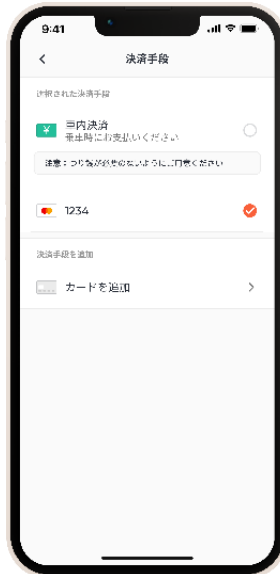 9:41
決済手段
選択された決済手段
¥
車内決済
乗車時にお支払いください
注意：つり銭が必要のないようにご用意ください
1234
決済手段を追加
カードを追加